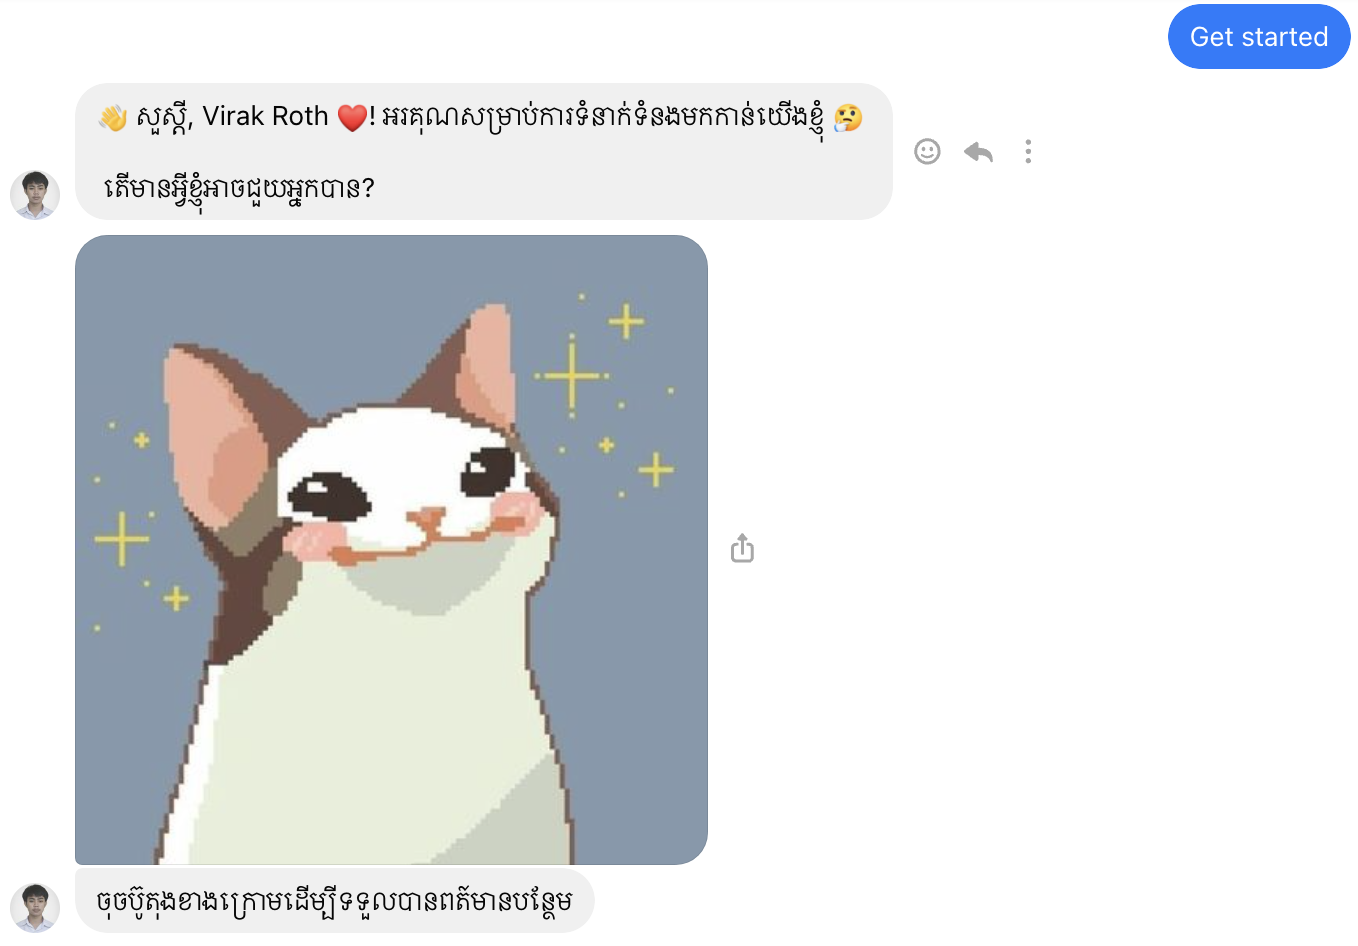 Get started
👋 សួស្តី, Virak Roth ❤️! អរគុណសម្រាប់ការទំនាក់ទំនងមកកាន់យើងខ្ញុំ 🤔
តើមានអ្វីខ្ញុំអាចជួយអ្នកបាន?
ចុចប៊ូតុងខាងក្រោមដើម្បីទទួលបានពត័មានបន្ថែម